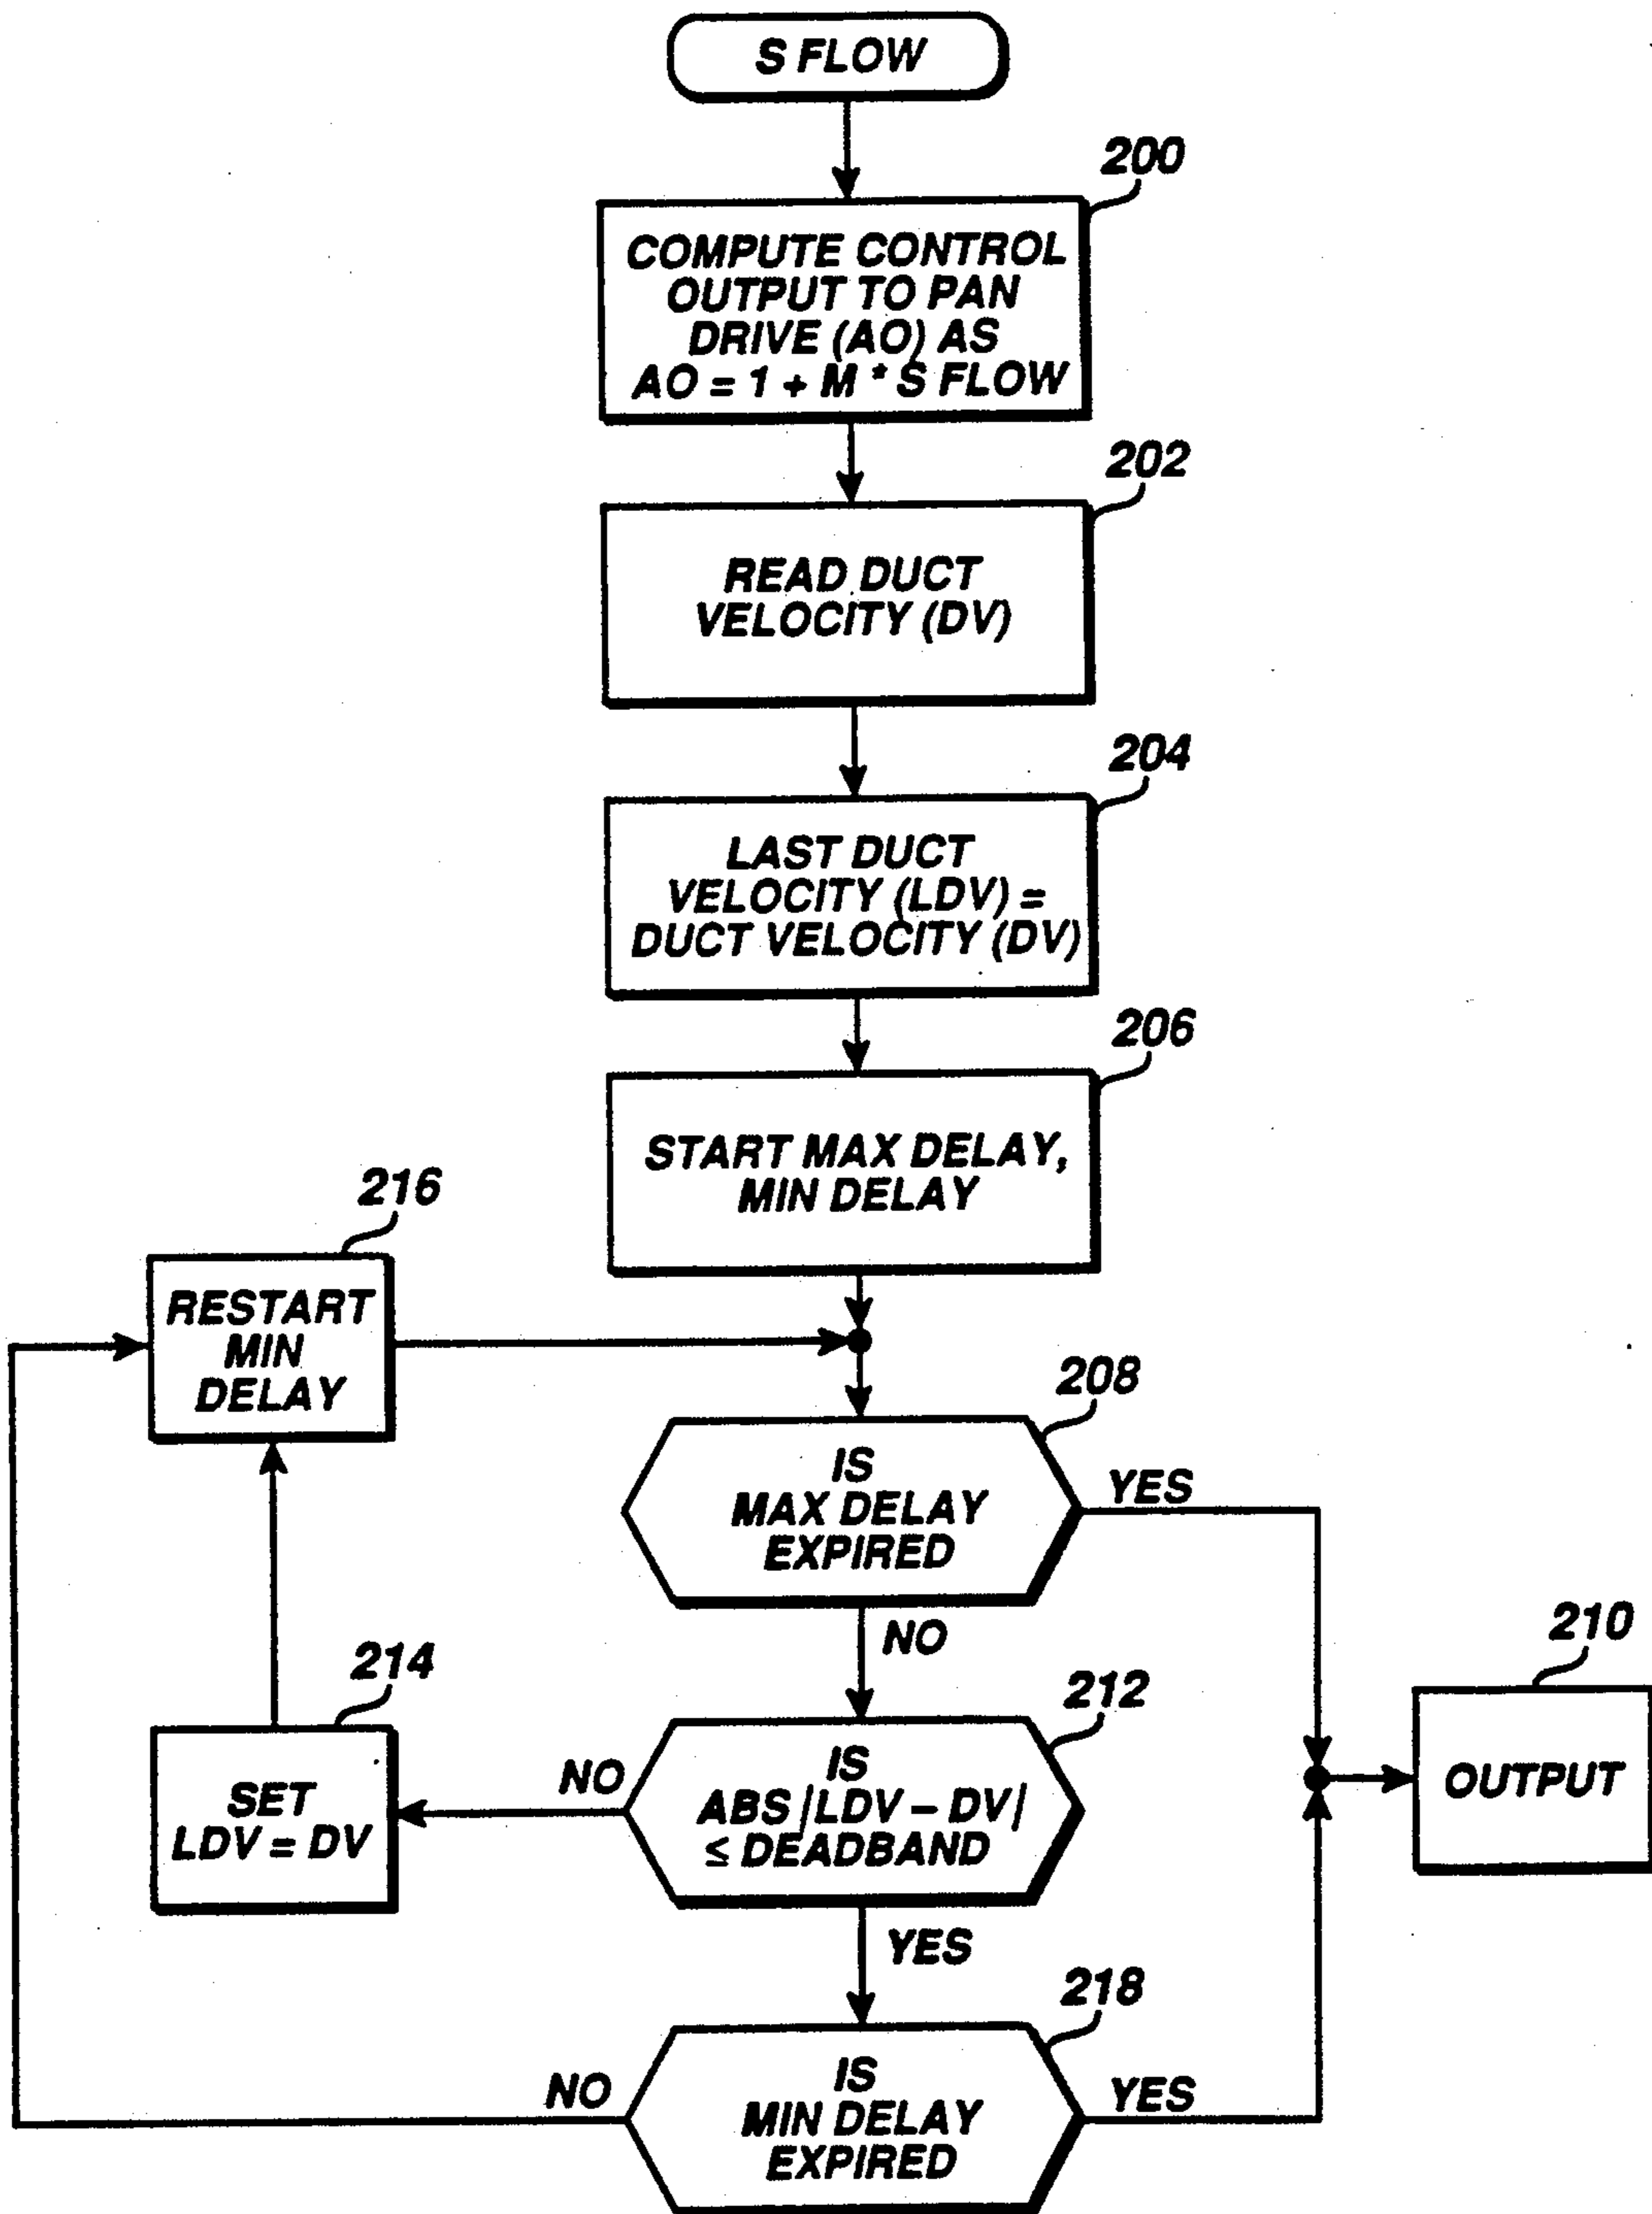 S FLOW
200
COMPUTE CONTROL
OUTPUT TO PAN
DRIVE (AO) AS
AO = 1 + M * S FLOW
202
READ DUCT
VELOCITY (DV)
204
LAST DUCT
VELOCITY (LDV) =
DUCT VELOCITY (DV)
206
START MAX DELAY,
MIN DELAY
216
RESTART
MIN
DELAY
208
IS
MAX DELAY
EXPIRED
YES
NO
210
OUTPUT
212
IS
ABS |LDV – DV|
≤ DEADBAND
NO
214
SET
LDV = DV
YES
218
IS
MIN DELAY
EXPIRED
NO
YES